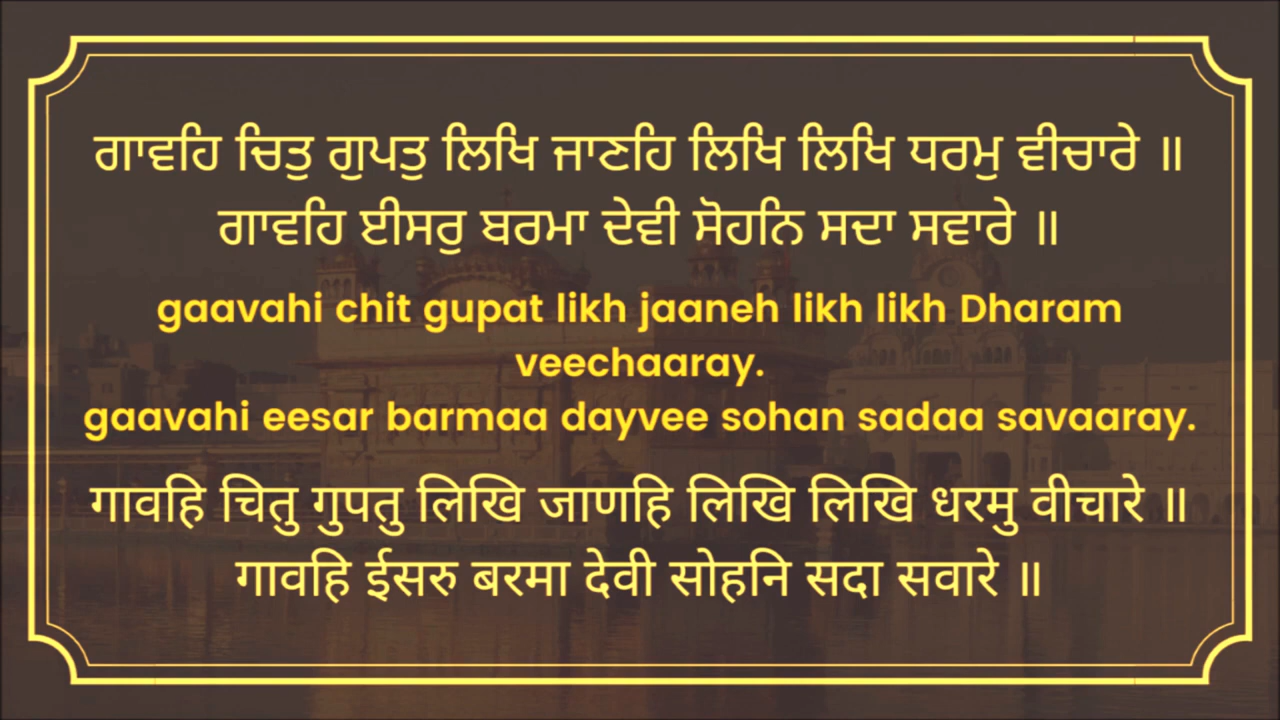 ਗਾਵਹਿ ਚਿਤੁ ਗੁਪਤੁ ਲਿਖਿ ਜਾਣਹਿ ਲਿਖਿ ਲਿਖਿ ਧਰਮੁ ਵੀਚਾਰੇ ॥
ਗਾਵਹਿ ਈਸਰੁ ਬਰਮਾ ਦੇਵੀ ਸੋਹਨਿ ਸਦਾ ਸਵਾਰੇ ॥
gaavahi chit gupat likh jaaneh likh likh Dharam
veechaaray.
gaavahi eesar barmaa dayvee sohan sadaa savaaray.
गावहि चितु गुपतु लिखि जाणहि लिखि लिखि धरमु वीचारे ॥
गावहि ईसरु बरमा देवी सोहनि सदा सवारे ॥